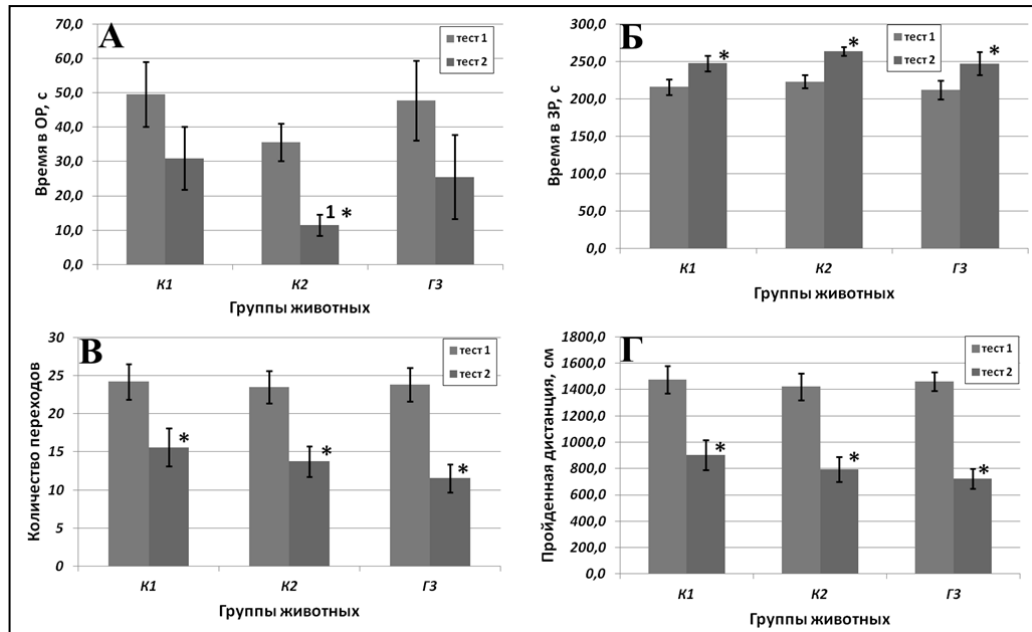 А
70,0
60,0
50,0
40,0
30,0
20,0
10,0
0,0
Время в ОР, с
тест 1
тест 2
1 *
К1 К2 Г3
Группы животных
Б
300,0
250,0
200,0
150,0
100,0
50,0
0,0
Время в ЗР, с
тест 1
тест 2
* * *
К1 К2 Г3
Группы животных
В
30
25
20
15
10
5
0
Количество переходов
тест 1
тест 2
* * *
К1 К2 Г3
Группы животных
Г
1800,0
1600,0
1400,0
1200,0
1000,0
800,0
600,0
400,0
200,0
0,0
Пройденная дистанция, см
тест 1
тест 2
* * *
К1 К2 Г3
Группы животных